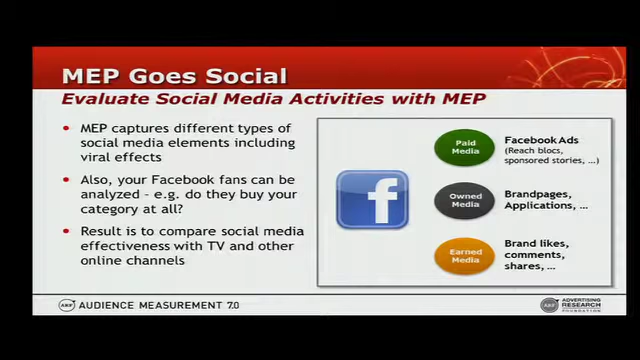 MEP Goes Social
Evaluate Social Media Activities with MEP
• MEP captures different types of
social media elements including
viral effects
• Also, your Facebook fans can be
analyzed – e.g. do they buy your
category at all?
• Result is to compare social media
effectiveness with TV and other
online channels
f
Paid
Media
Facebook Ads
(Reach blocs,
sponsored stories, ...)
Owned
Media
Brandpages,
Applications, ...
Earned
Media
Brand likes,
comments,
shares, ...
ARF AUDIENCE MEASUREMENT 7.0
ARF ADVERTISING
RESEARCH
FOUNDATION